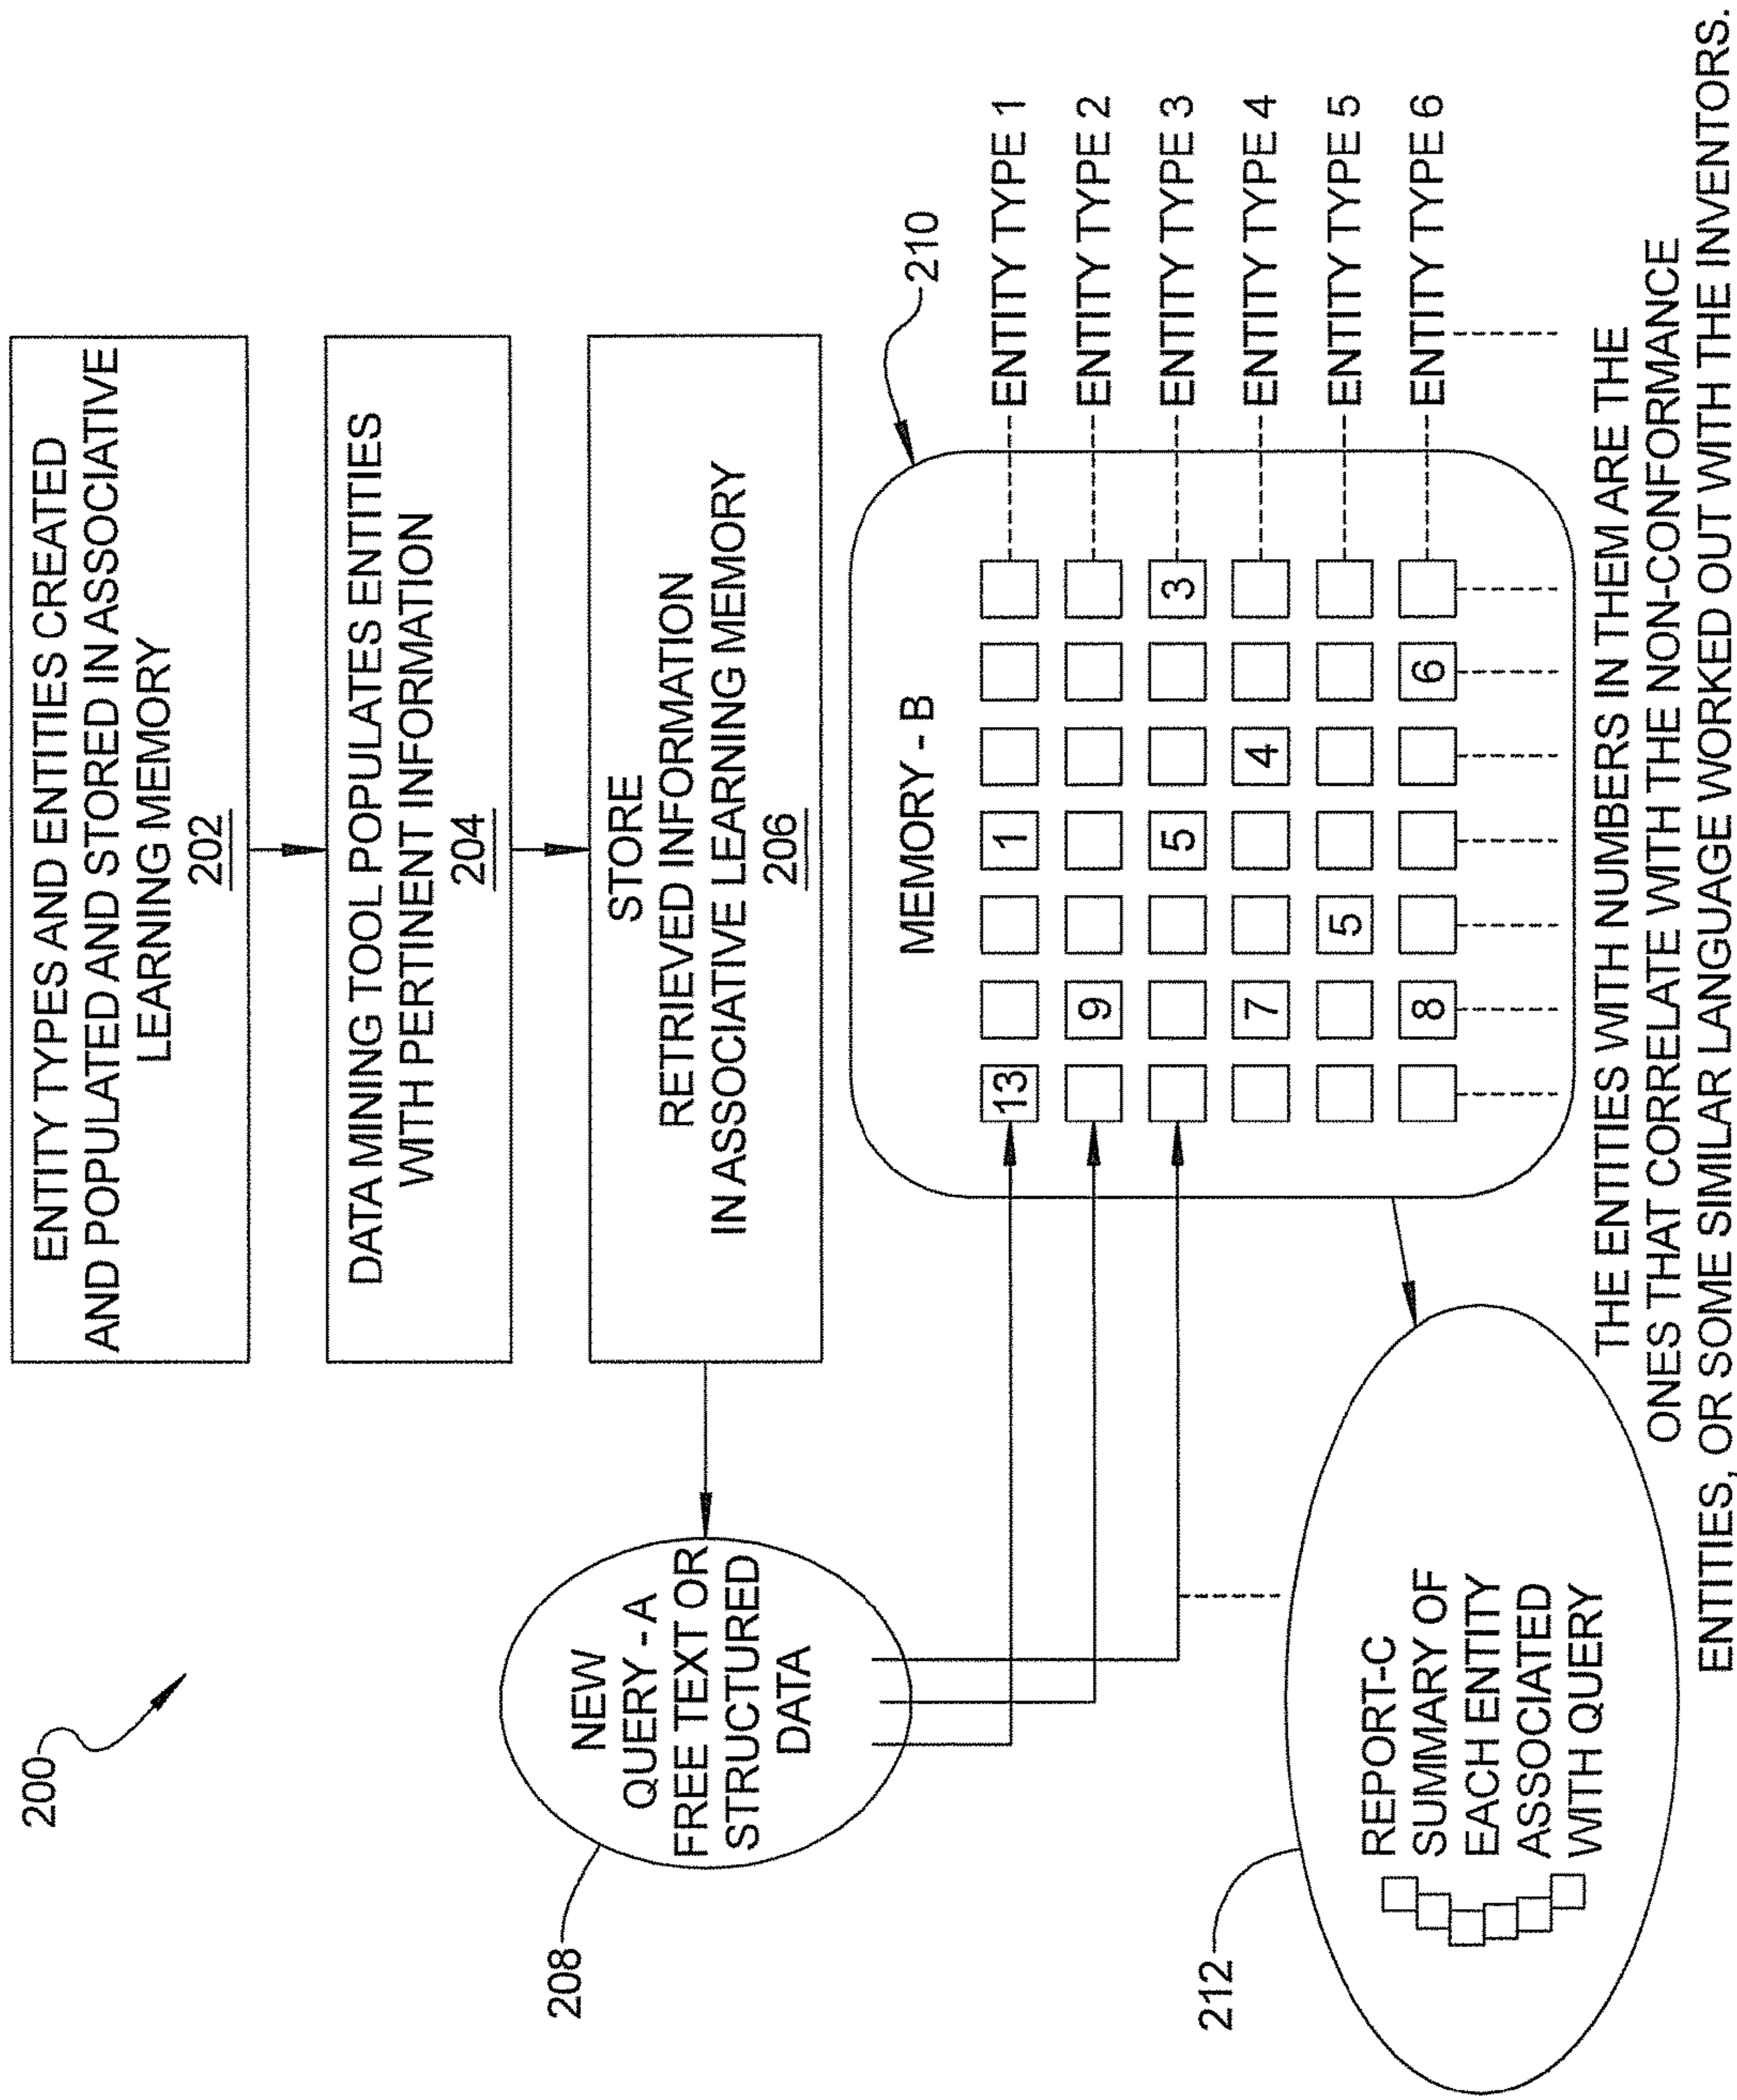 200
ENTITY TYPES AND ENTITIES CREATED
AND POPULATED AND STORED IN ASSOCIATIVE
LEARNING MEMORY
202
DATA MINING TOOL POPULATES ENTITIES
WITH PERTINENT INFORMATION
204
STORE
RETRIEVED INFORMATION
IN ASSOCIATIVE LEARNING MEMORY
206
208
NEW
QUERY - A
FREE TEXT OR
STRUCTURED
DATA
210
MEMORY - B
13 1 ENTITY TYPE 1
9 ENTITY TYPE 2
5 3 ENTITY TYPE 3
7 4 ENTITY TYPE 4
5 ENTITY TYPE 5
8 6 ENTITY TYPE 6
212
REPORT-C
SUMMARY OF
EACH ENTITY
ASSOCIATED
WITH QUERY
THE ENTITIES WITH NUMBERS IN THEM ARE THE
ONES THAT CORRELATE WITH THE NON-CONFORMANCE
ENTITIES, OR SOME SIMILAR LANGUAGE WORKED OUT WITH THE INVENTORS.